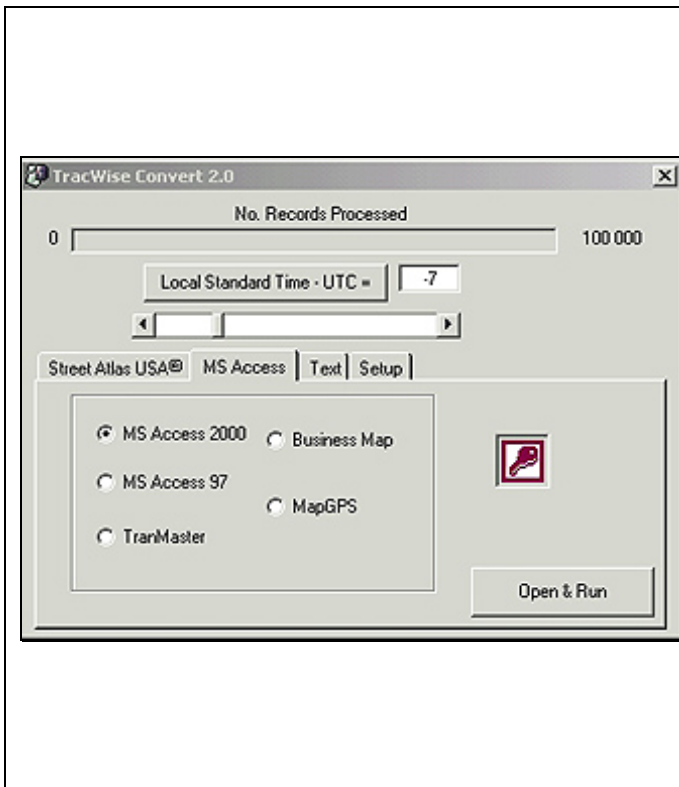 TracWise Convert 2.0
No. Records Processed
0 100 000
Local Standard Time - UTC = -7
Street Atlas USA® MS Access Text Setup
MS Access 2000 Business Map
MS Access 97
MapGPS
TranMaster
Open & Run